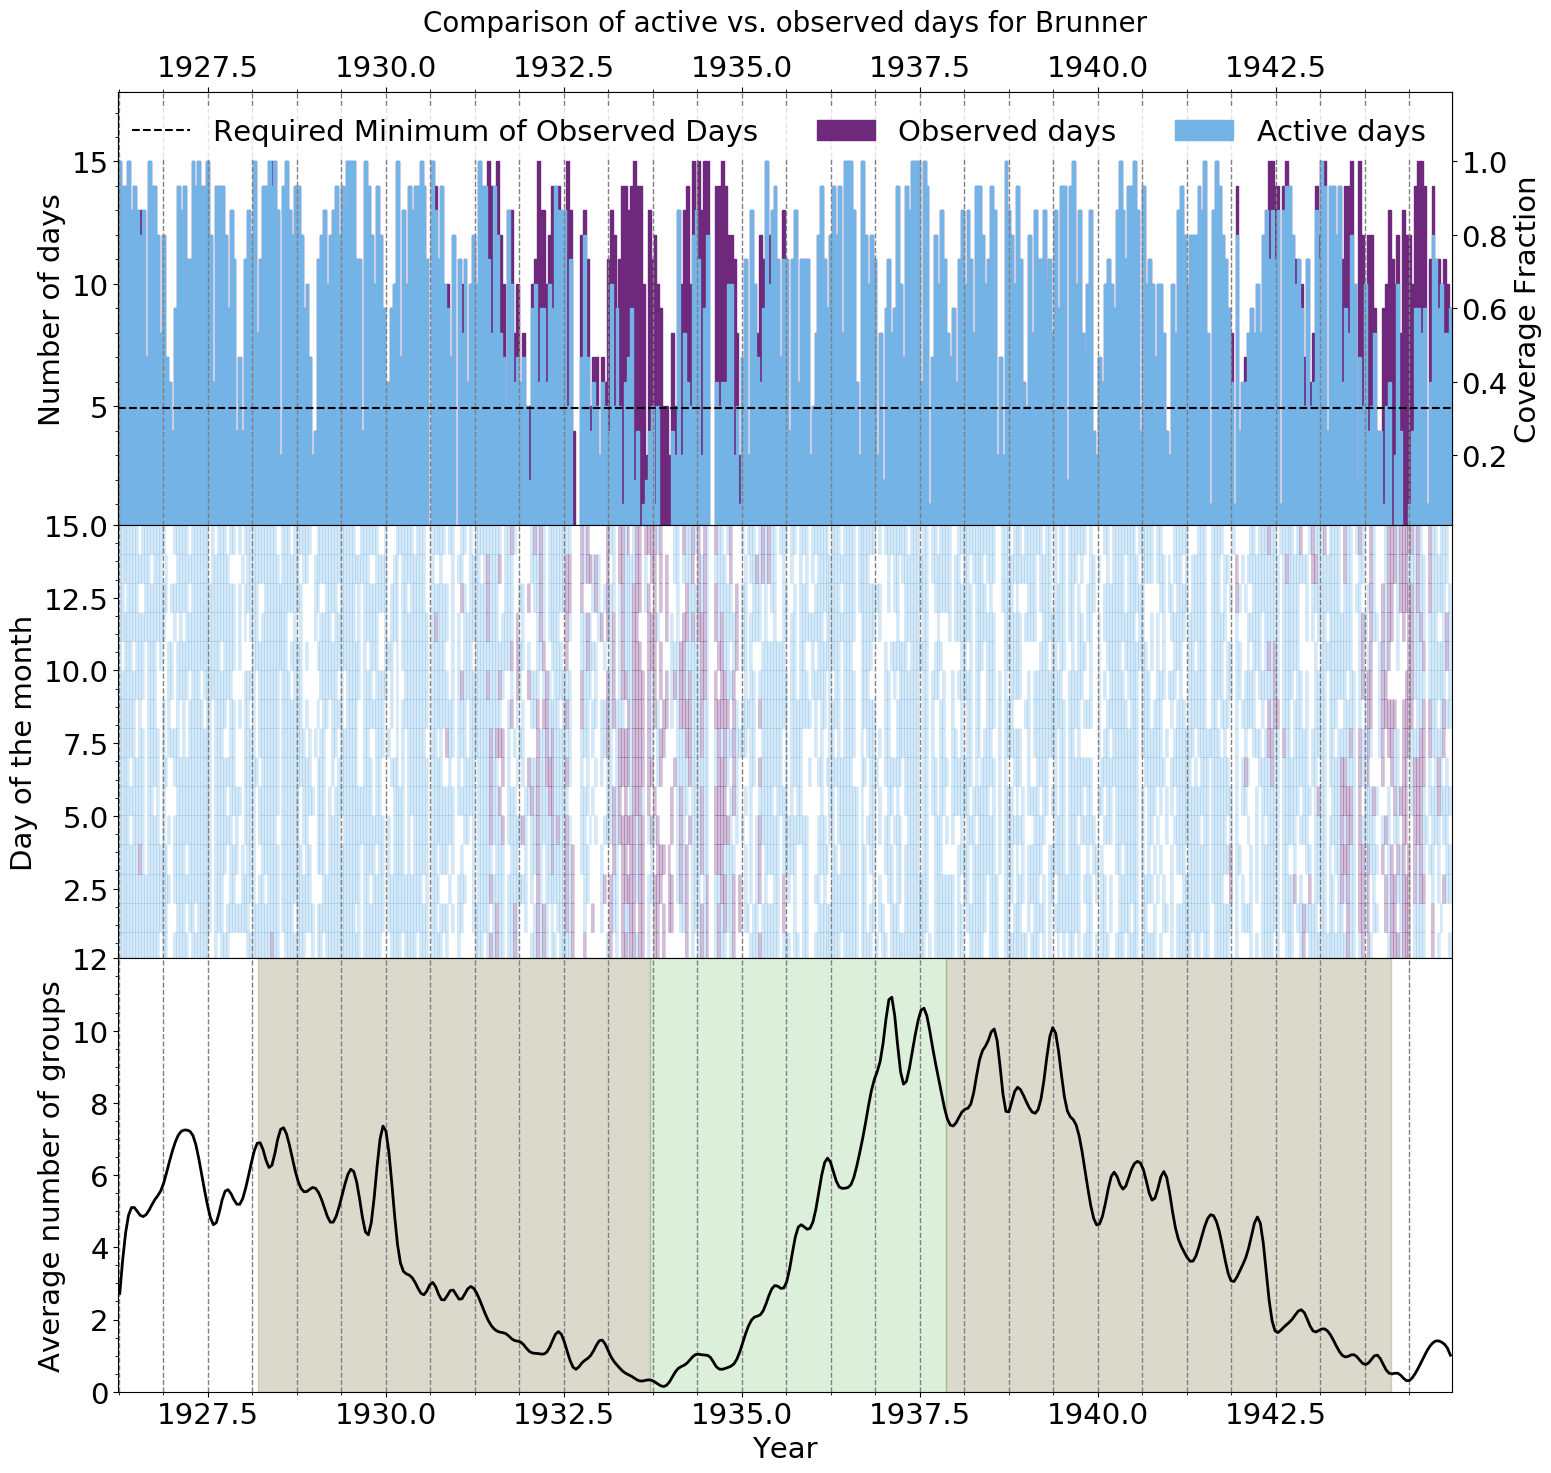 Comparison of active vs. observed days for Brunner
1927.5 1930.0 1932.5 1935.0 1937.5 1940.0 1942.5
Required Minimum of Observed Days Observed days Active days
Number of days
15
10
5
Coverage Fraction
1.0
0.8
0.6
0.4
0.2
Day of the month
15.0
12.5
10.0
7.5
5.0
2.5
Average number of groups
12
10
8
6
4
2
0
1927.5 1930.0 1932.5 1935.0 1937.5 1940.0 1942.5
Year